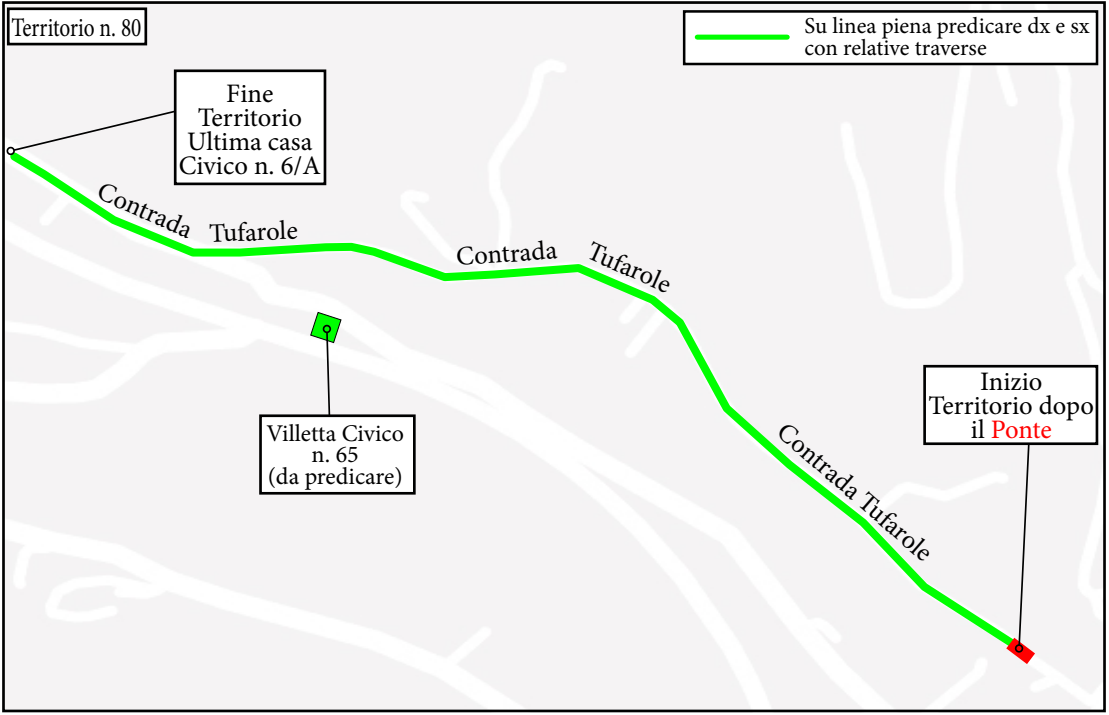 Territorio n. 80
Su linea piena predicare dx e sx
con relative traverse
Fine
Territorio
Ultima casa
Civico n. 6/A
Contrada
Tufarole
Contrada
Tufarole
Villetta Civico
n. 65
(da predicare)
Inizio
Territorio dopo
il Ponte
Contrada Tufarole